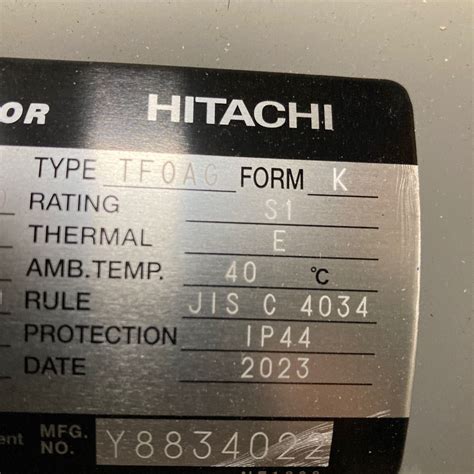 OR HITACHI
TYPE TFOAG FORM K
RATING S1
THERMAL E
AMB.TEMP. 40 ℃
RULE JIS C 4034
PROTECTION IP44
DATE 2023
ent MFG. NO. Y8834022